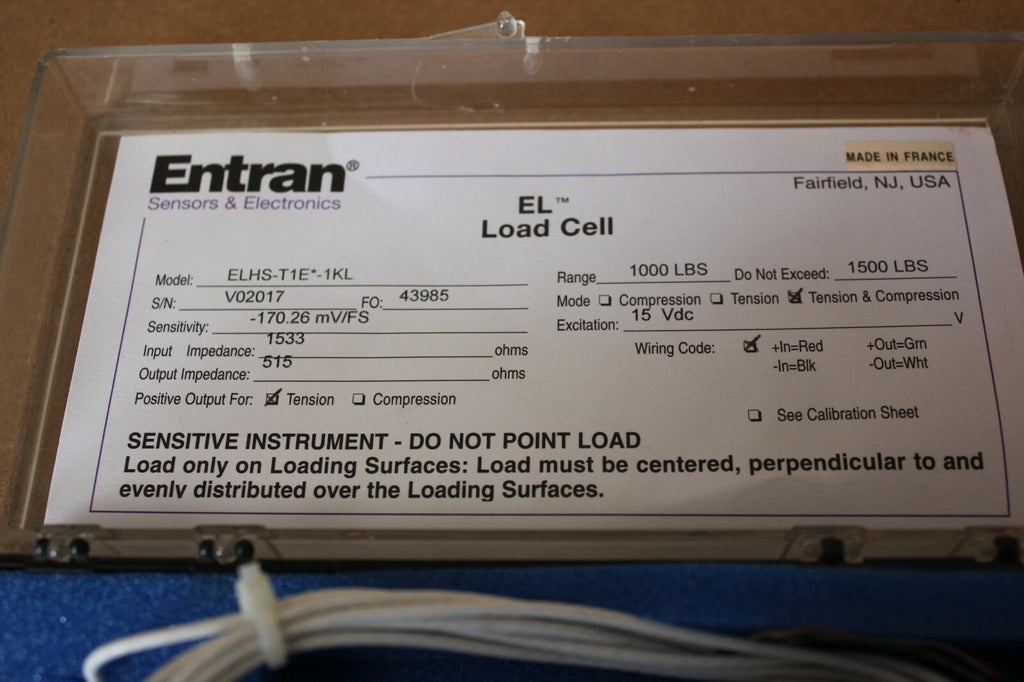 Entran®
Sensors & Electronics
MADE IN FRANCE
Fairfield, NJ, USA
EL™
Load Cell
Model: ELHS-T1E*-1KL
S/N: V02017 FO: 43985
Sensitivity: -170.26 mV/FS
Input Impedance: 1533 ohms
Output Impedance: 515 ohms
Positive Output For: Tension Compression
Range 1000 LBS Do Not Exceed: 1500 LBS
Mode Compression Tension Tension & Compression
Excitation: 15 Vdc V
Wiring Code: +In=Red +Out=Grn
-In=Blk -Out=Wht
See Calibration Sheet
SENSITIVE INSTRUMENT - DO NOT POINT LOAD
Load only on Loading Surfaces: Load must be centered, perpendicular to and
evenly distributed over the Loading Surfaces.